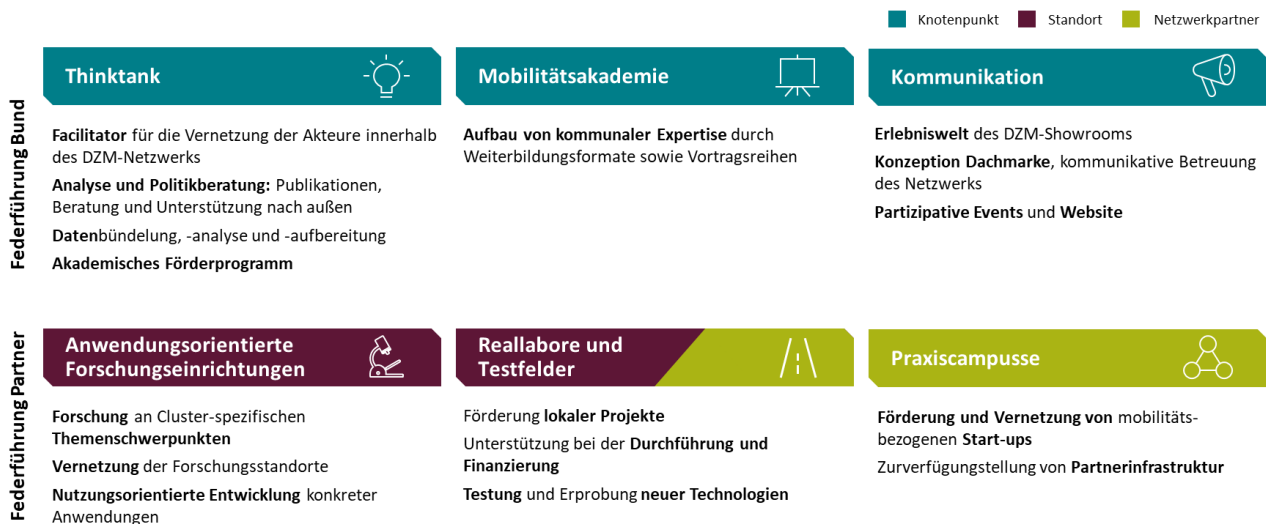 Knotenpunkt
Standort
Netzwerkpartner
Federführung Bund
Thinktank
Facilitator für die Vernetzung der Akteure innerhalb
des DZM-Netzwerks
Analyse und Politikberatung: Publikationen,
Beratung und Unterstützung nach außen
Datenbündelung, -analyse und -aufbereitung
Akademisches Förderprogramm
Mobilitätsakademie
Aufbau von kommunaler Expertise durch
Weiterbildungsformate sowie Vortragsreihen
Kommunikation
Erlebniswelt des DZM-Showrooms
Konzeption Dachmarke, kommunikative Betreuung
des Netzwerks
Partizipative Events und Website
Federführung Partner
Anwendungsorientierte
Forschungseinrichtungen
Forschung an Cluster-spezifischen
Themenschwerpunkten
Vernetzung der Forschungsstandorte
Nutzungsorientierte Entwicklung konkreter
Anwendungen
Reallabore und
Testfelder
Förderung lokaler Projekte
Unterstützung bei der Durchführung und
Finanzierung
Testung und Erprobung neuer Technologien
Praxiscampusse
Förderung und Vernetzung von mobilitäts-
bezogenen Start-ups
Zurverfügungstellung von Partnerinfrastruktur